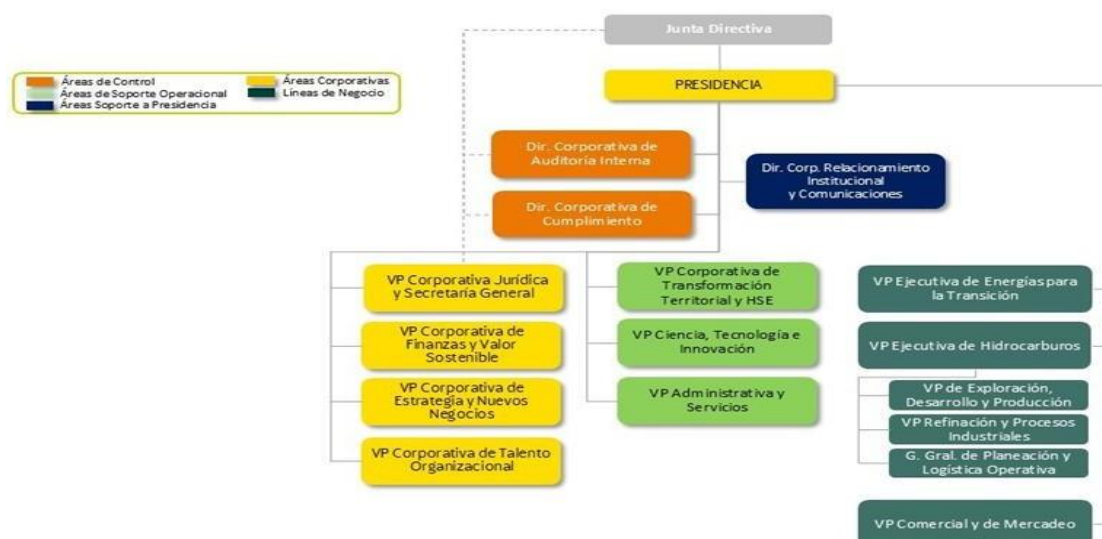 Junta Directiva
PRESIDENCIA
Áreas de Control
Áreas Corporativas
Áreas de Soporte Operacional
Líneas de Negocio
Áreas Soporte a Presidencia
Dir. Corporativa de
Auditoría Interna
Dir. Corp. Relacionamiento
Institucional
y Comunicaciones
Dir. Corporativa de
Cumplimiento
VP Corporativa Jurídica
y Secretaría General
VP Corporativa de
Finanzas y Valor
Sostenible
VP Corporativa de
Estrategia y Nuevos
Negocios
VP Corporativa de Talento
Organizacional
VP Corporativa de
Transformación
Territorial y HSE
VP Ciencia, Tecnología e
Innovación
VP Administrativa y
Servicios
VP Ejecutiva de Energías para
la Transición
VP Ejecutiva de Hidrocarburos
VP de Exploración,
Desarrollo y Producción
VP Refinación y Procesos
Industriales
G. Gral. de Planeación y
Logística Operativa
VP Comercial y de Mercadeo